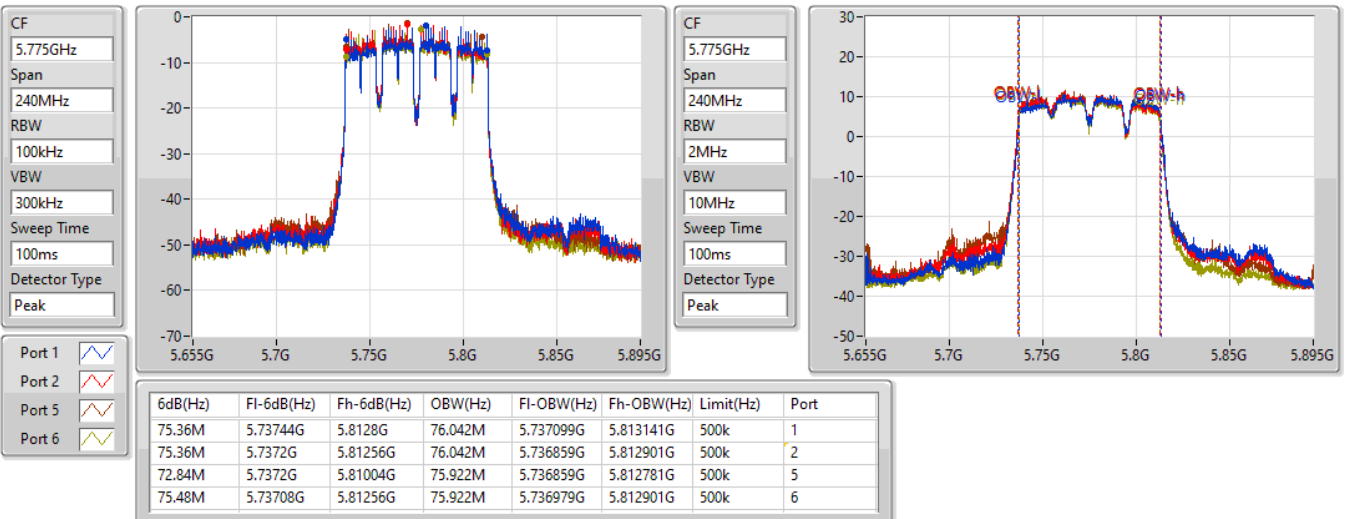 CF
5.775GHz
Span
240MHz
RBW
100kHz
VBW
300kHz
Sweep Time
100ms
Detector Type
Peak
0
-10
-20
-30
-40
-50
-60
-70
5.655G 5.7G 5.75G 5.8G 5.85G 5.895G
CF
5.775GHz
Span
240MHz
RBW
2MHz
VBW
10MHz
Sweep Time
100ms
Detector Type
Peak
30
20
10
0
-10
-20
-30
-40
-50
OBW-l OBW-h
5.655G 5.7G 5.75G 5.8G 5.85G 5.895G
Port 1
Port 2
Port 5
Port 6
6dB(Hz) Fl-6dB(Hz) Fh-6dB(Hz) OBW(Hz) Fl-OBW(Hz) Fh-OBW(Hz) Limit(Hz) Port
75.36M 5.73744G 5.8128G 76.042M 5.737099G 5.813141G 500k 1
75.36M 5.7372G 5.81256G 76.042M 5.736859G 5.812901G 500k 2
72.84M 5.7372G 5.81004G 75.922M 5.736859G 5.812781G 500k 5
75.48M 5.73708G 5.81256G 75.922M 5.736979G 5.812901G 500k 6